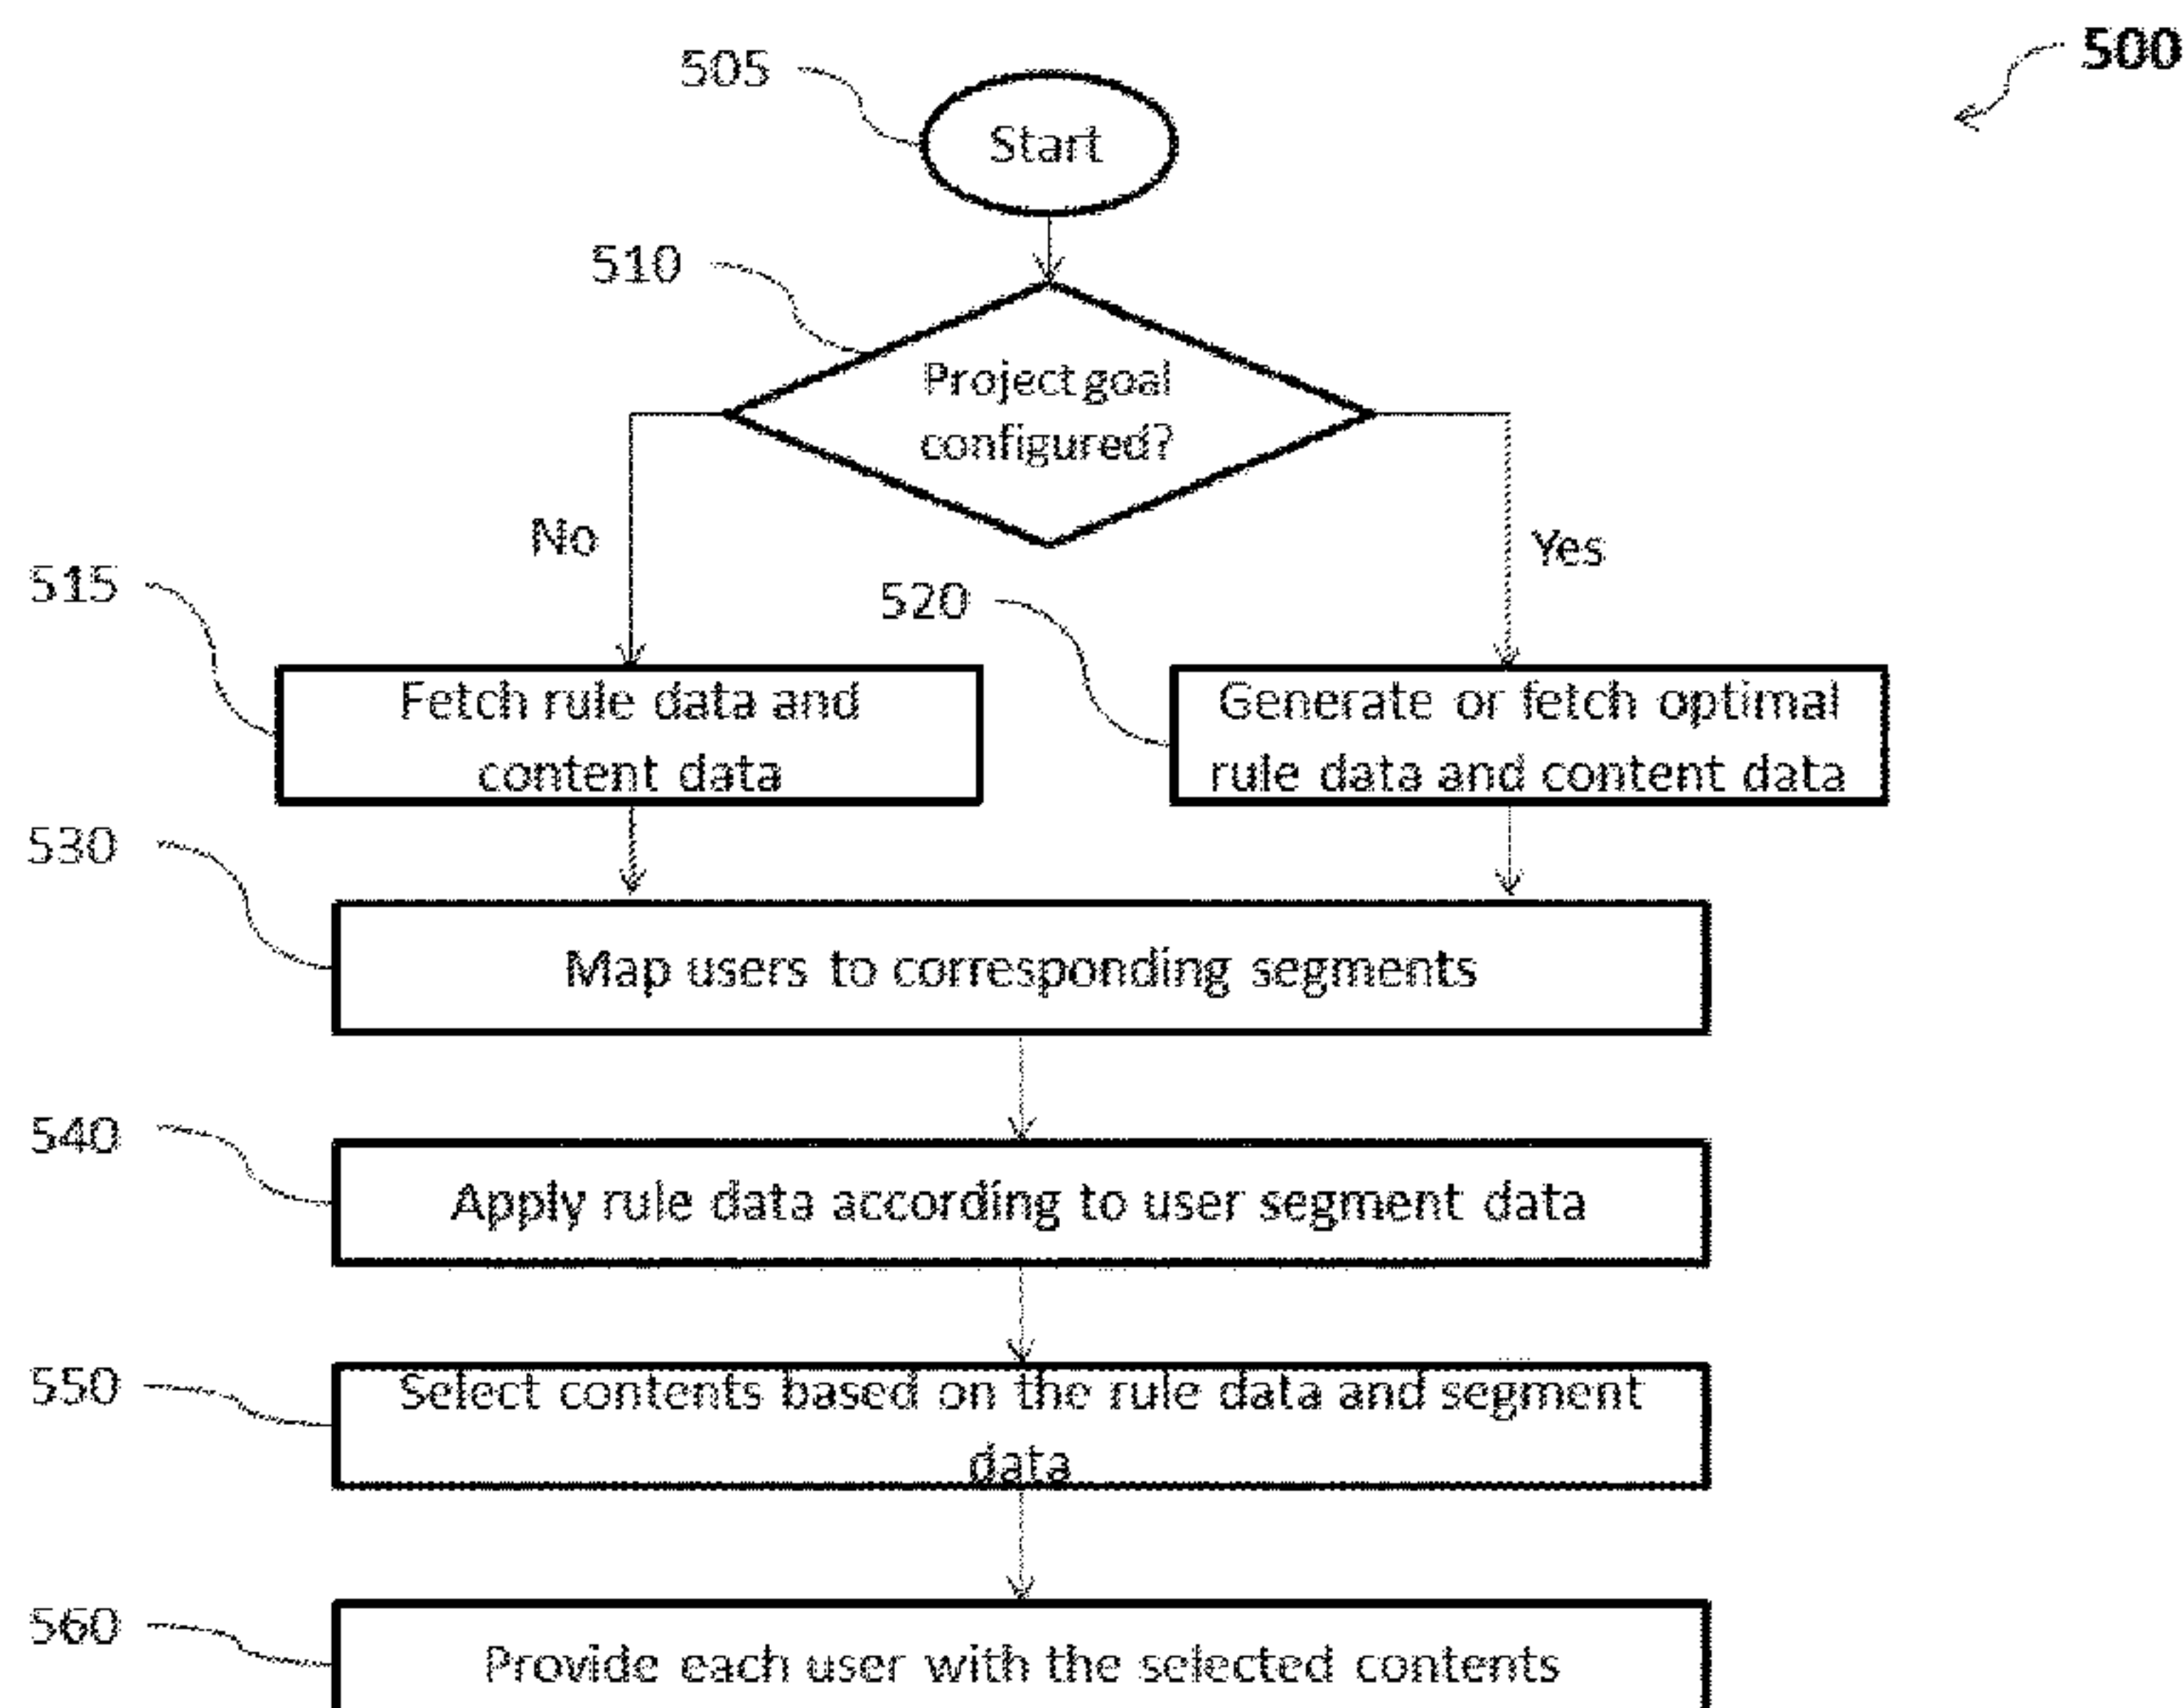 500
505
Start
510
Project goal
configured?
No
Yes
515
520
Fetch rule data and
content data
Generate or fetch optimal
rule data and content data
530
Map users to corresponding segments
540
Apply rule data according to user segment data
550
Select contents based on the rule data and segment
data
560
Provide each user with the selected contents